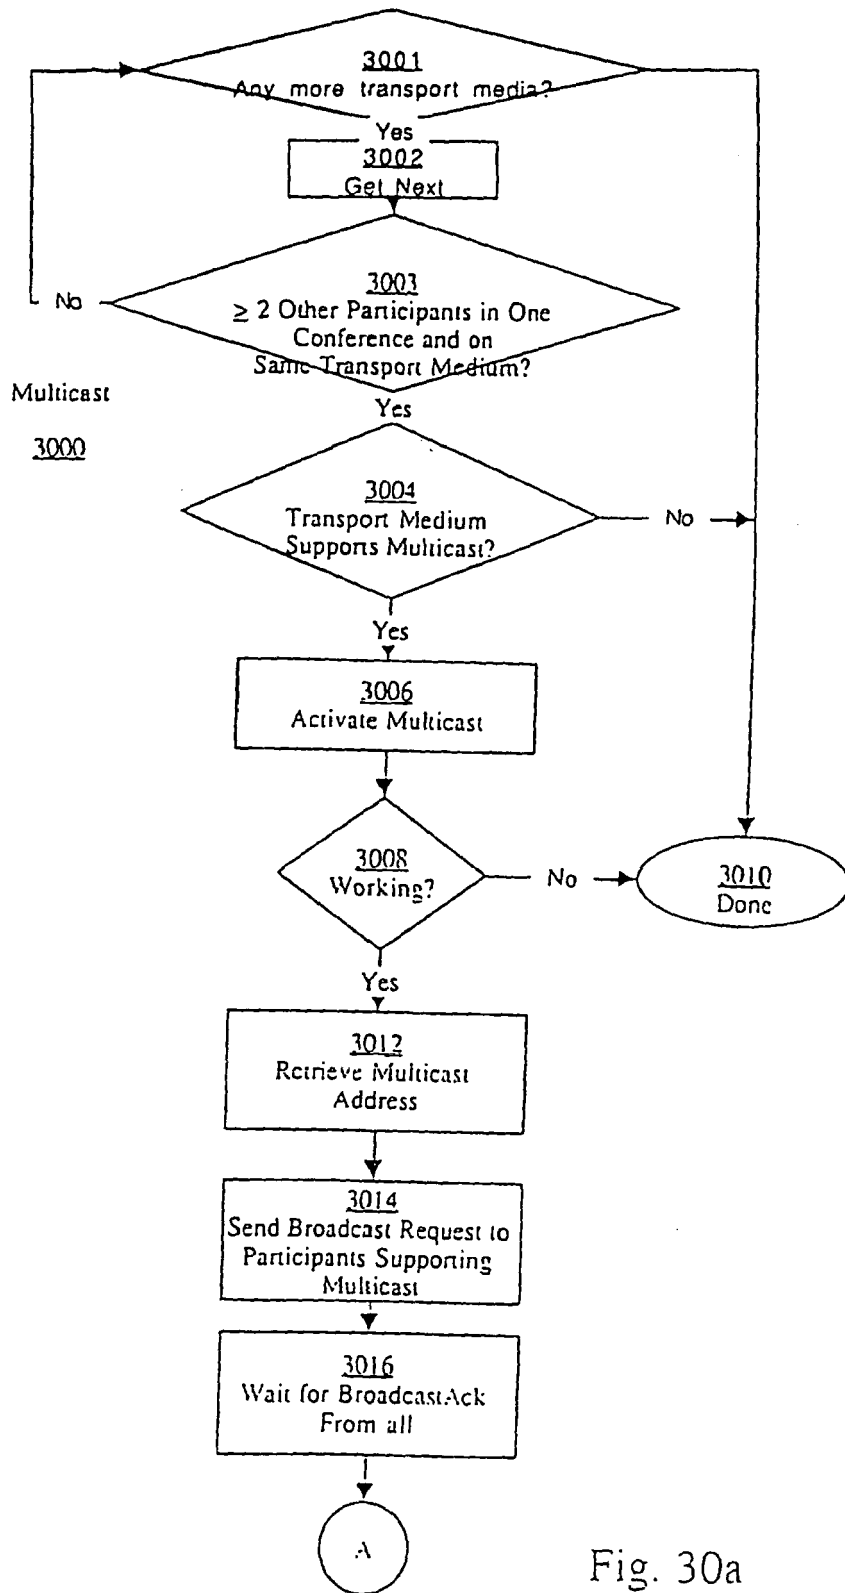 3001
Any more transport media?
Yes
3002
Get Next
3003
≥ 2 Other Participants in One
Conference and on
Same Transport Medium?
No
Yes
Multicast
3000
3004
Transport Medium
Supports Multicast?
No
Yes
3006
Activate Multicast
3008
Working?
No
3010
Done
Yes
3012
Retrieve Multicast
Address
3014
Send Broadcast Request to
Participants Supporting
Multicast
3016
Wait for BroadcastAck
From all
A
Fig. 30a